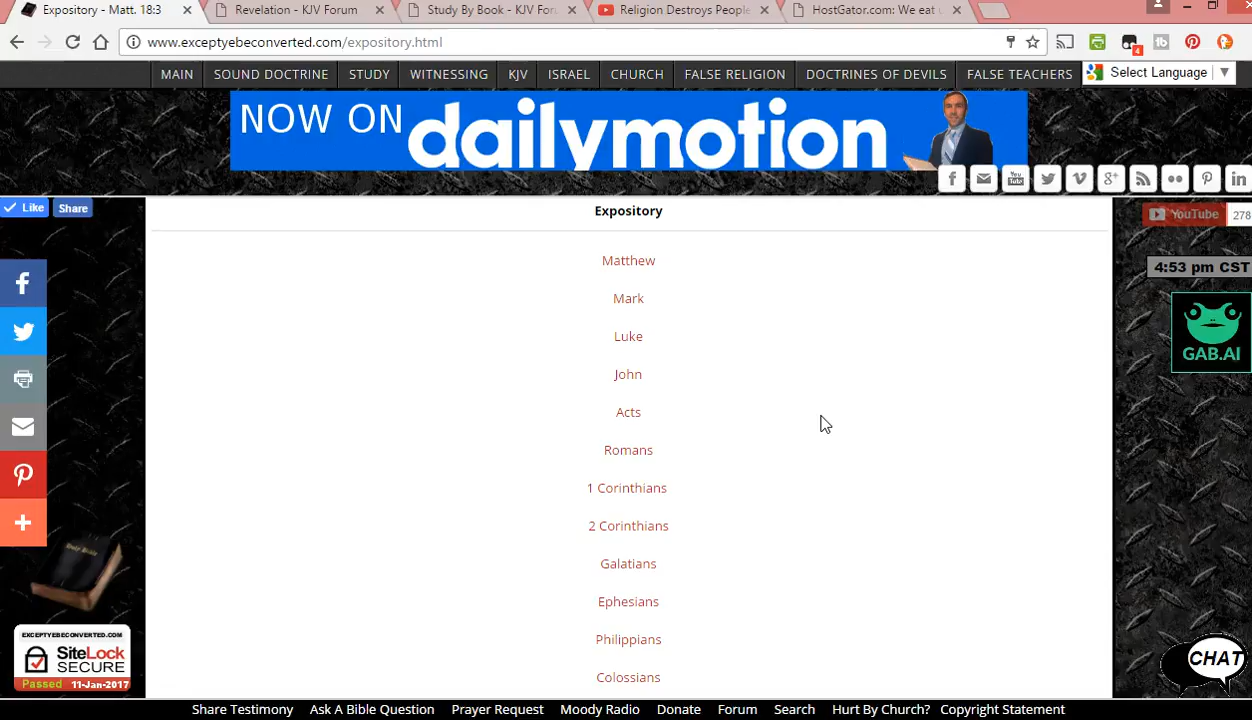 Expository - Matt. 18:3
Revelation - KJV Forum
Study By Book - KJV For
Religion Destroys People
HostGator.com: We eat
www.exceptyebeconverted.com/expository.html
4
MAIN SOUND DOCTRINE STUDY WITNESSING KJV ISRAEL CHURCH FALSE RELIGION DOCTRINES OF DEVILS FALSE TEACHERS
Select Language
NOW ON dailymotion
Like Share
Expository
YouTube 278
4:53 pm CST
GAB.AI
Matthew
Mark
Luke
John
Acts
Romans
1 Corinthians
2 Corinthians
Galatians
Ephesians
Philippians
Colossians
Holy Bible
EXCEPTYEBECONVERTED.COM
SiteLock
SECURE
Passed 11-Jan-2017
CHAT
Share Testimony Ask A Bible Question Prayer Request Moody Radio Donate Forum Search Hurt By Church? Copyright Statement